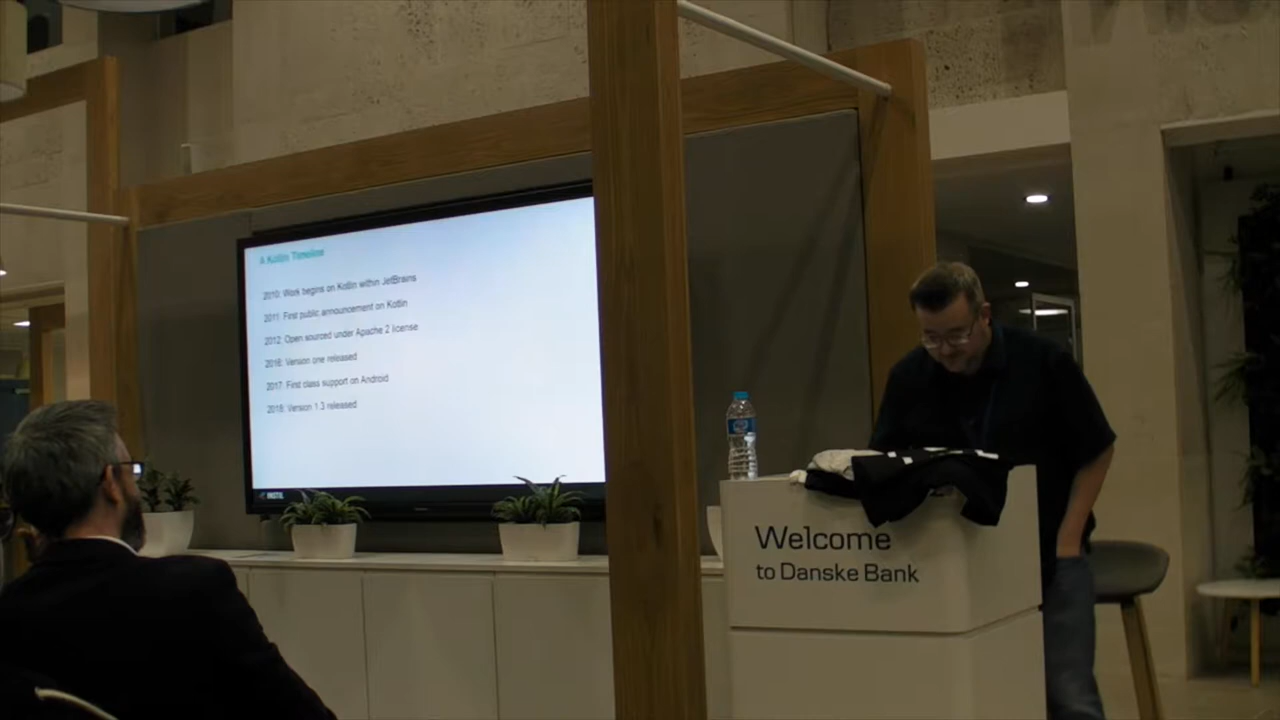 A Kotlin Timeline
2010: Work begins on Kotlin within JetBrains
2011: First public announcement on Kotlin
2012: Open sourced under Apache 2 license
2016: Version one released
2017: First class support on Android
2018: Version 1.3 released
INSTIL
Welcome
to Danske Bank